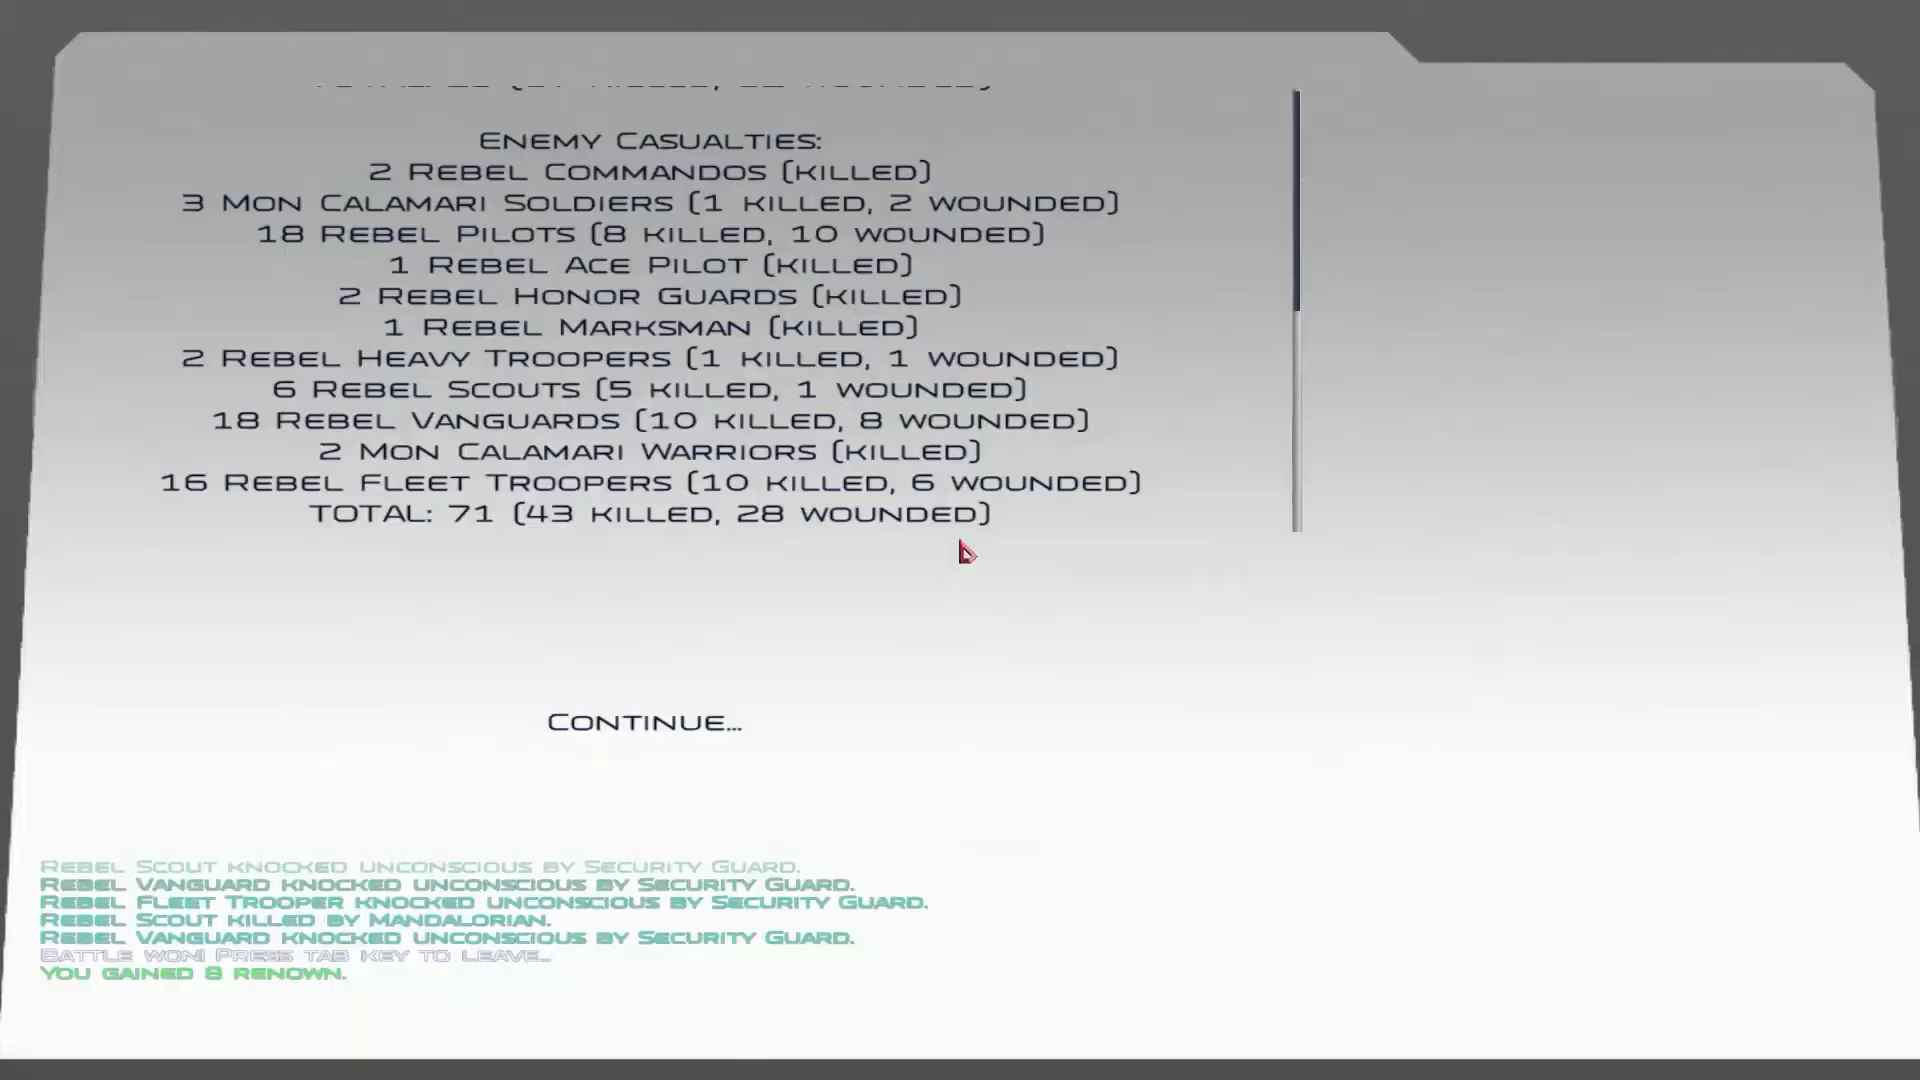 Enemy Casualties:
2 Rebel Commandos (killed)
3 Mon Calamari Soldiers (1 killed, 2 wounded)
18 Rebel Pilots (8 killed, 10 wounded)
1 Rebel Ace Pilot (killed)
2 Rebel Honor Guards (killed)
1 Rebel Marksman (killed)
2 Rebel Heavy Troopers (1 killed, 1 wounded)
6 Rebel Scouts (5 killed, 1 wounded)
18 Rebel Vanguards (10 killed, 8 wounded)
2 Mon Calamari Warriors (killed)
16 Rebel Fleet Troopers (10 killed, 6 wounded)
TOTAL: 71 (43 killed, 28 wounded)
Continue...
Rebel Scout knocked unconscious by Security Guard.
Rebel Vanguard knocked unconscious by Security Guard.
Rebel Fleet Trooper knocked unconscious by Security Guard.
Rebel Scout killed by Mandalorian.
Rebel Vanguard knocked unconscious by Security Guard.
Battle won! Press tab key to leave...
You gained 8 renown.